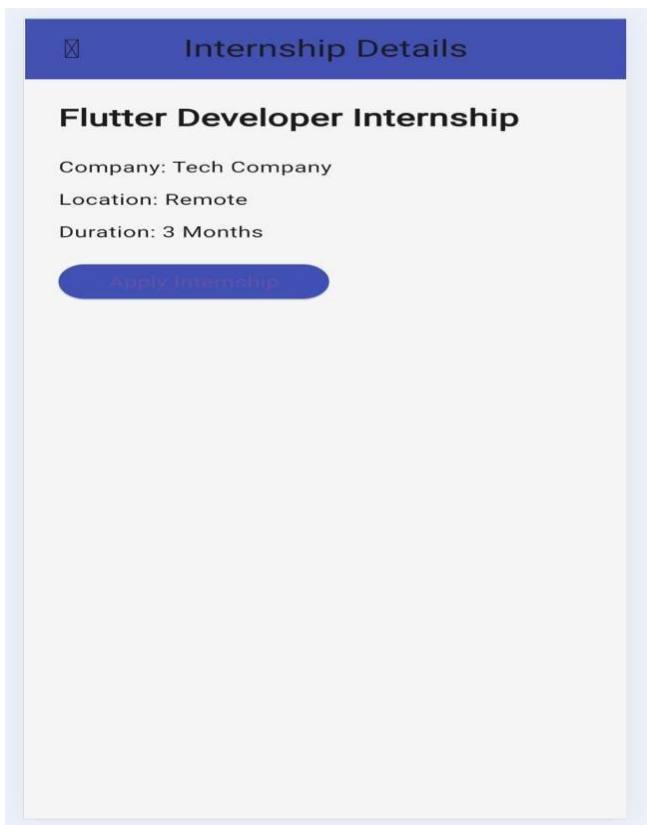 Internship Details
Flutter Developer Internship
Company: Tech Company
Location: Remote
Duration: 3 Months
Apply Internship